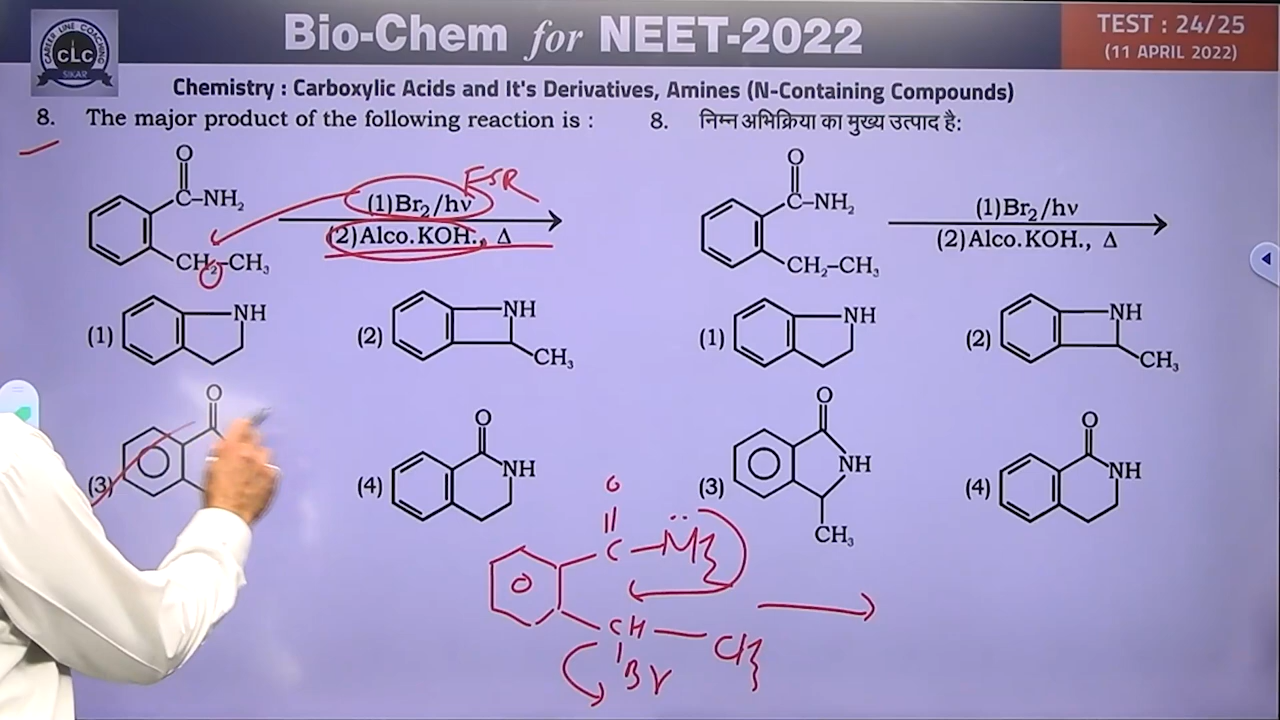 CAREER LINE COACHING
CLC
SIKAR
Bio-Chem for NEET-2022
TEST : 24/25
(11 APRIL 2022)
Chemistry : Carboxylic Acids and It's Derivatives, Amines (N-Containing Compounds)
8. The major product of the following reaction is :
O
C–NH₂
CH₂–CH₃
(1)Br₂/hν
FSR
(2)Alco.KOH., Δ
(1)
NH
(2)
NH
CH₃
(3)
O
(4)
O
NH
8. निम्न अभिक्रिया का मुख्य उत्पाद है:
O
C–NH₂
CH₂–CH₃
(1)Br₂/hν
(2)Alco.KOH., Δ
(1)
NH
(2)
NH
CH₃
(3)
O
NH
CH₃
(4)
O
NH
O
C
CH
Br